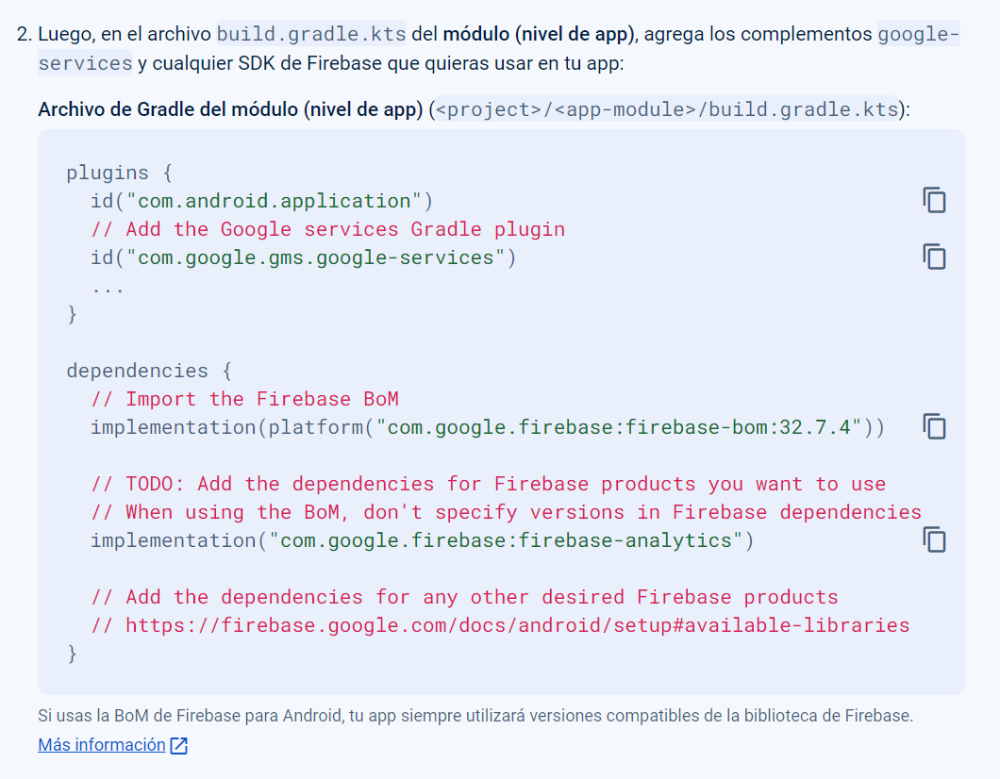 2. Luego, en el archivo build.gradle.kts del módulo (nivel de app), agrega los complementos google-
services y cualquier SDK de Firebase que quieras usar en tu app:
Archivo de Gradle del módulo (nivel de app) (<project>/<app-module>/build.gradle.kts):
plugins {
  id("com.android.application")
  // Add the Google services Gradle plugin
  id("com.google.gms.google-services")
  ...
}
dependencies {
  // Import the Firebase BoM
  implementation(platform("com.google.firebase:firebase-bom:32.7.4"))
  // TODO: Add the dependencies for Firebase products you want to use
  // When using the BoM, don't specify versions in Firebase dependencies
  implementation("com.google.firebase:firebase-analytics")
  // Add the dependencies for any other desired Firebase products
  // https://firebase.google.com/docs/android/setup#available-libraries
}
Si usas la BoM de Firebase para Android, tu app siempre utilizará versiones compatibles de la biblioteca de Firebase.
Más información